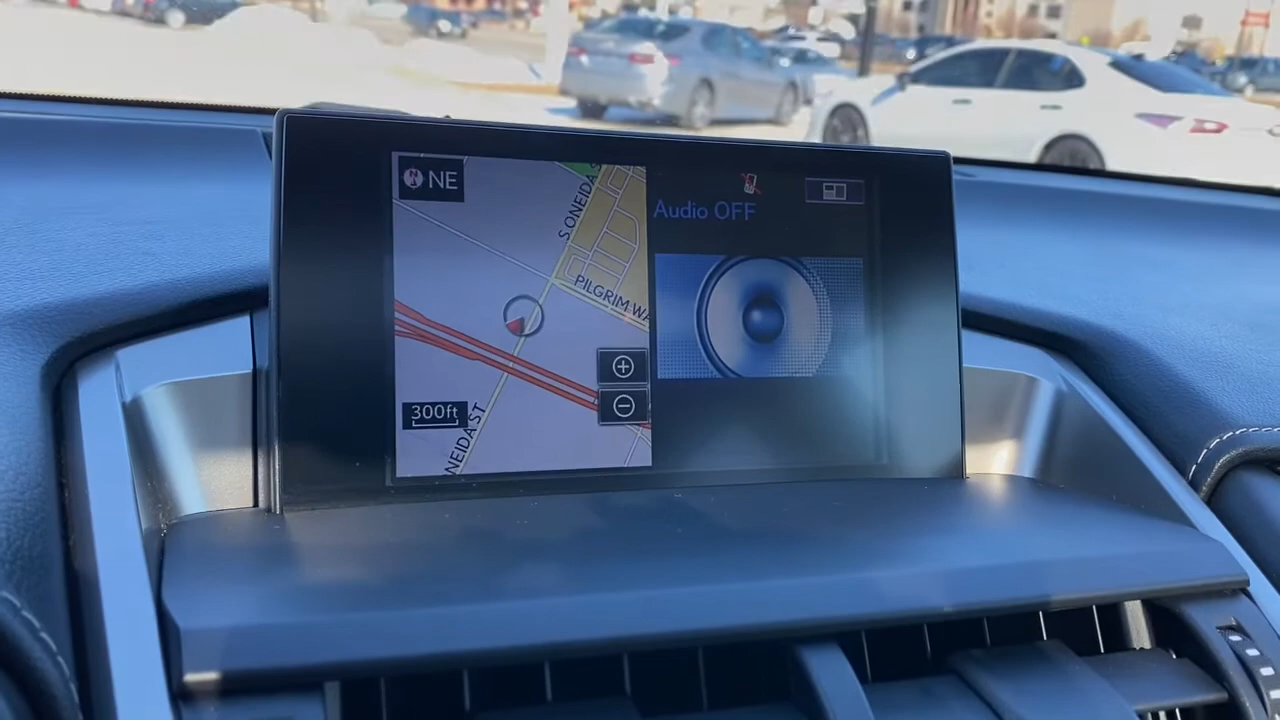 NE
S ONEIDA S
PILGRIM WA
Audio OFF
300ft
NEIDA ST